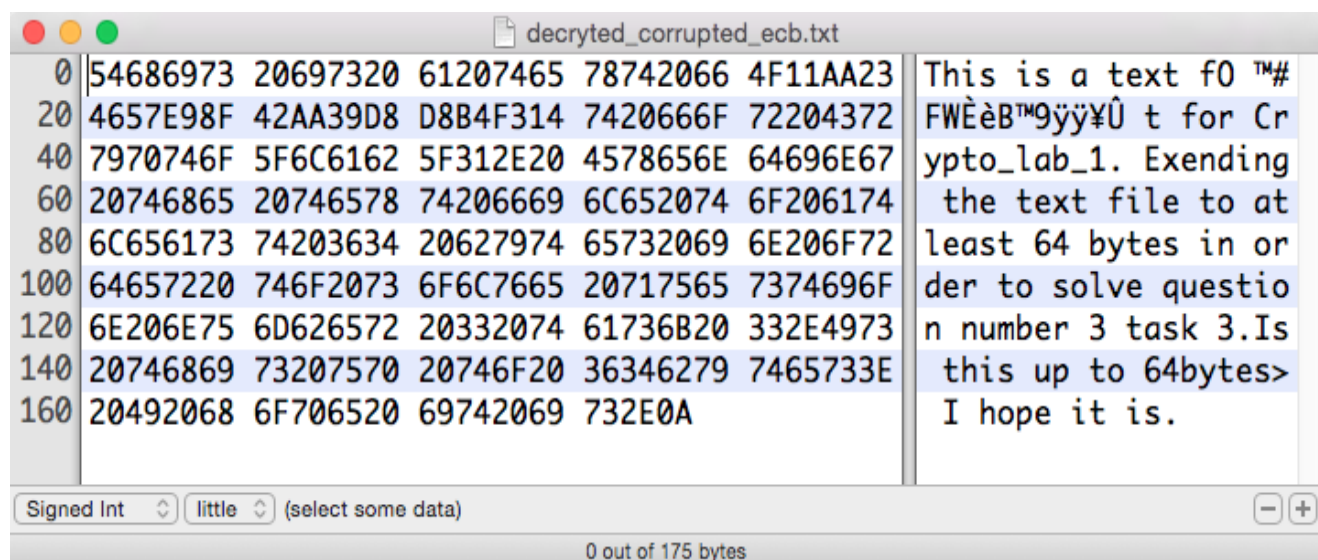 decryted_corrupted_ecb.txt
0 54686973 20697320 61207465 78742066 4F11AA23 This is a text fO ™#
20 4657E98F 42AA39D8 D8B4F314 7420666F 72204372 FWÈèB™9ÿÿ¥Û t for Cr
40 7970746F 5F6C6162 5F312E20 4578656E 64696E67 ypto_lab_1. Exending
60 20746865 20746578 74206669 6C652074 6F206174 the text file to at
80 6C656173 74203634 20627974 65732069 6E206F72 least 64 bytes in or
100 64657220 746F2073 6F6C7665 20717565 7374696F der to solve questio
120 6E206E75 6D626572 20332074 61736B20 332E4973 n number 3 task 3.Is
140 20746869 73207570 20746F20 36346279 7465733E this up to 64bytes>
160 20492068 6F706520 69742069 732E0A I hope it is.
Signed Int little (select some data)
0 out of 175 bytes